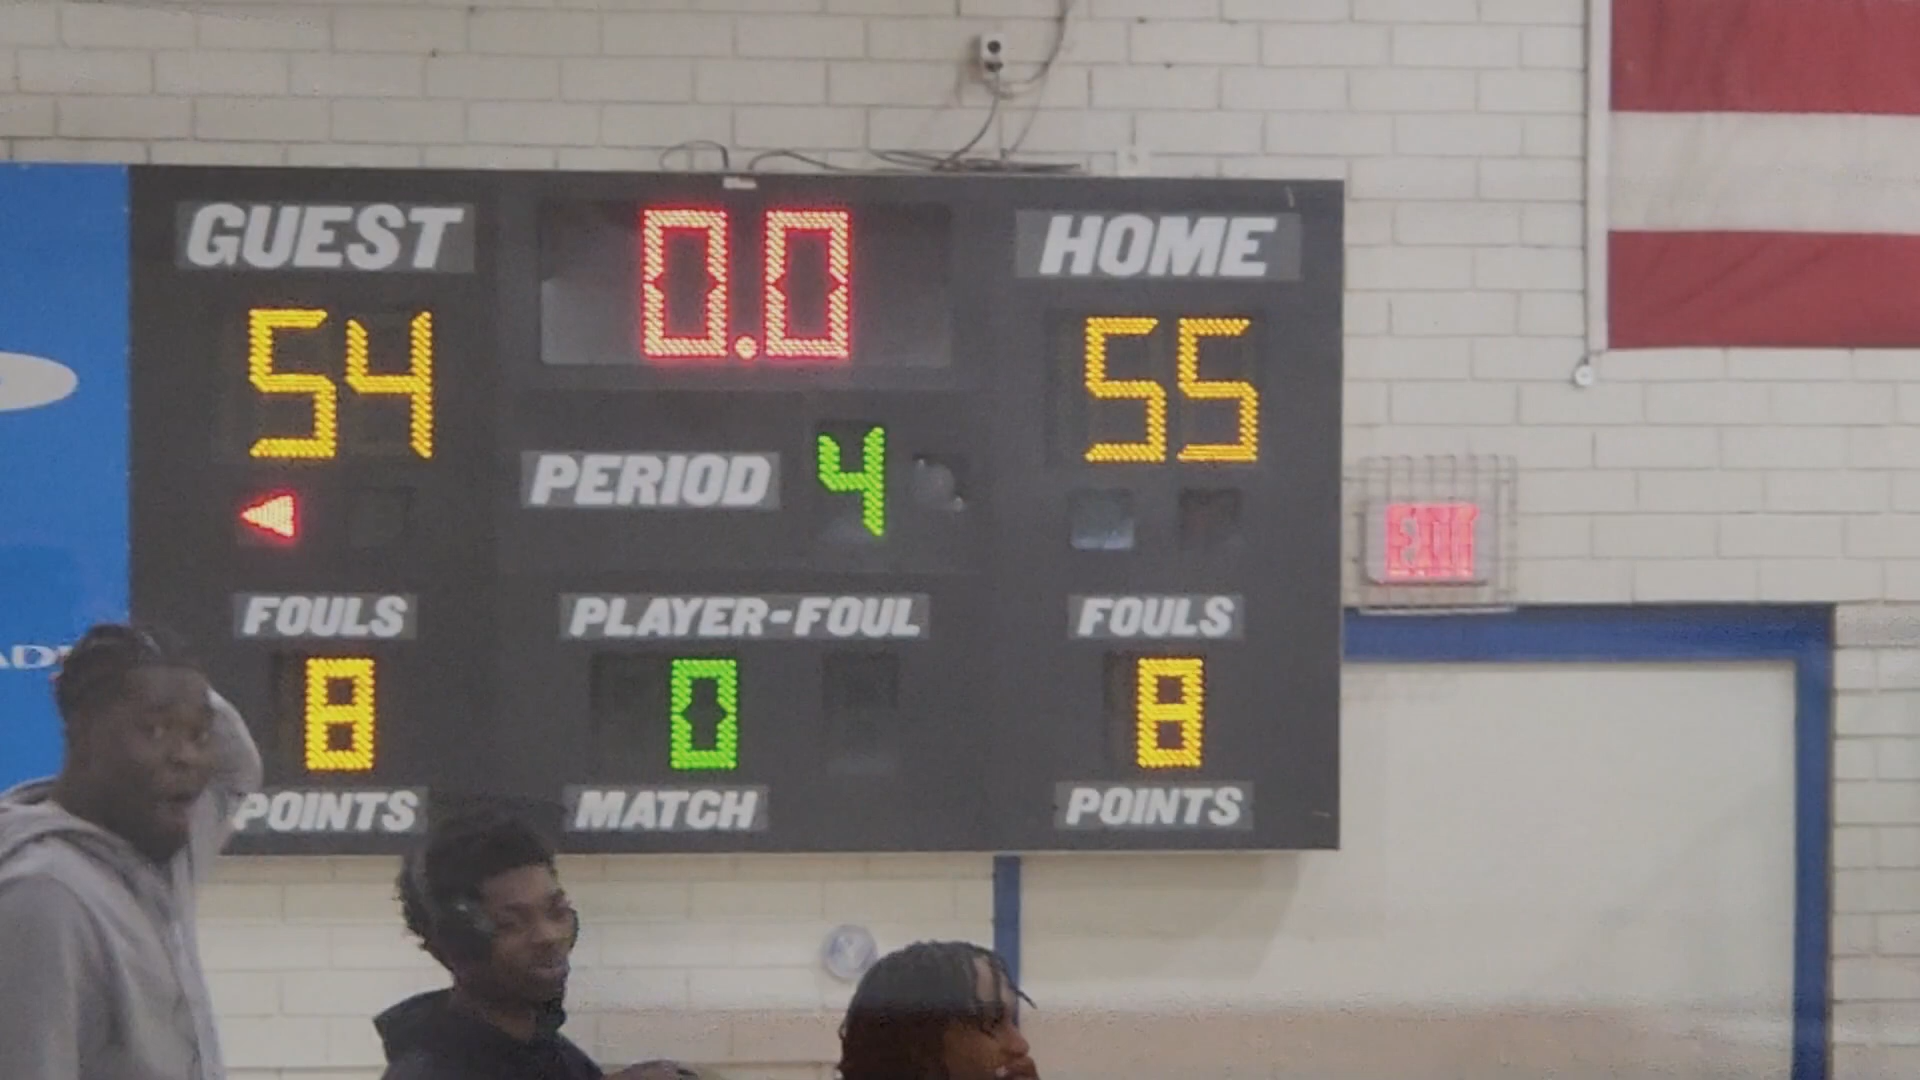 GUEST
0.0
HOME
54
55
PERIOD 4
EXIT
FOULS
PLAYER-FOUL
FOULS
8
0
8
POINTS
MATCH
POINTS